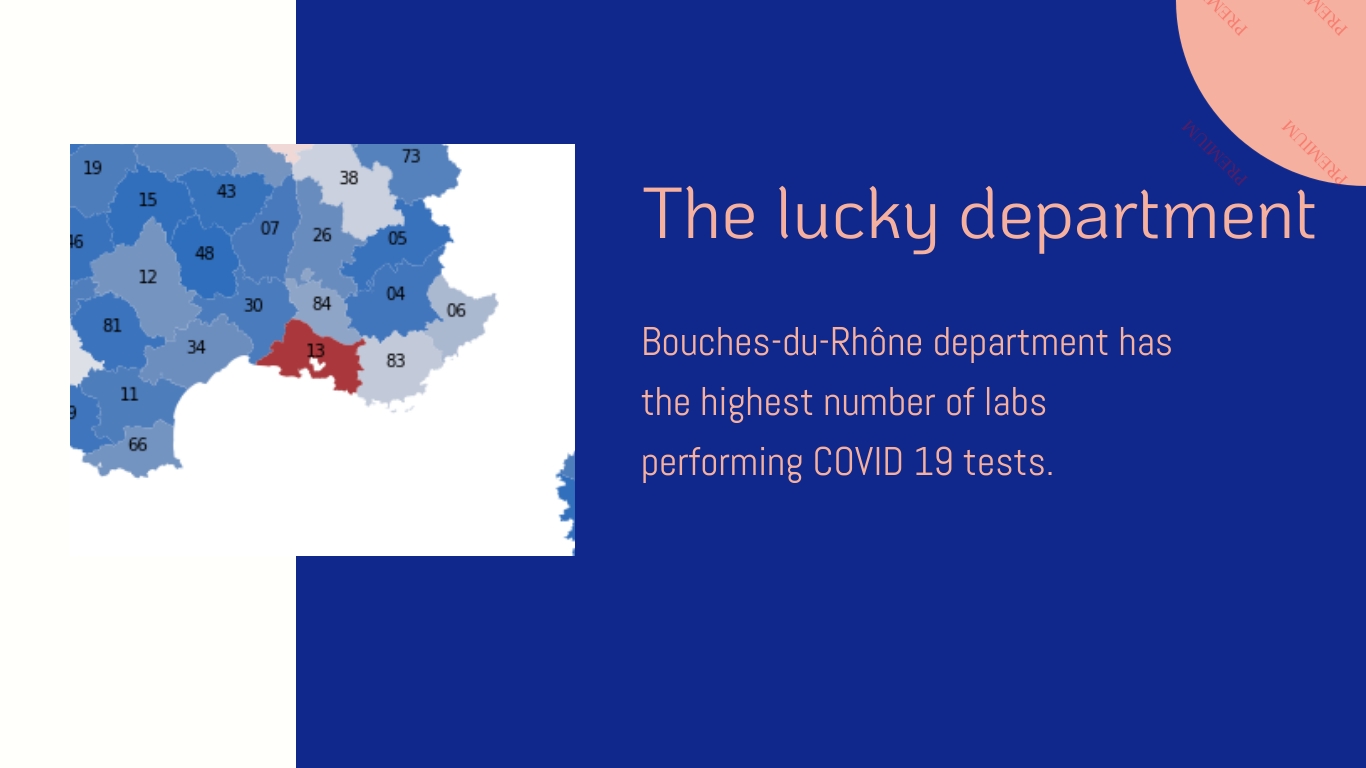 The lucky department
Bouches-du-Rhône department has
the highest number of labs
performing COVID 19 tests.
19
15
43
38
73
46
48
07
26
05
12
30
84
04
06
81
34
13
83
11
9
66
PREMIUM
PREMIUM
PREMIUM
PREMIUM